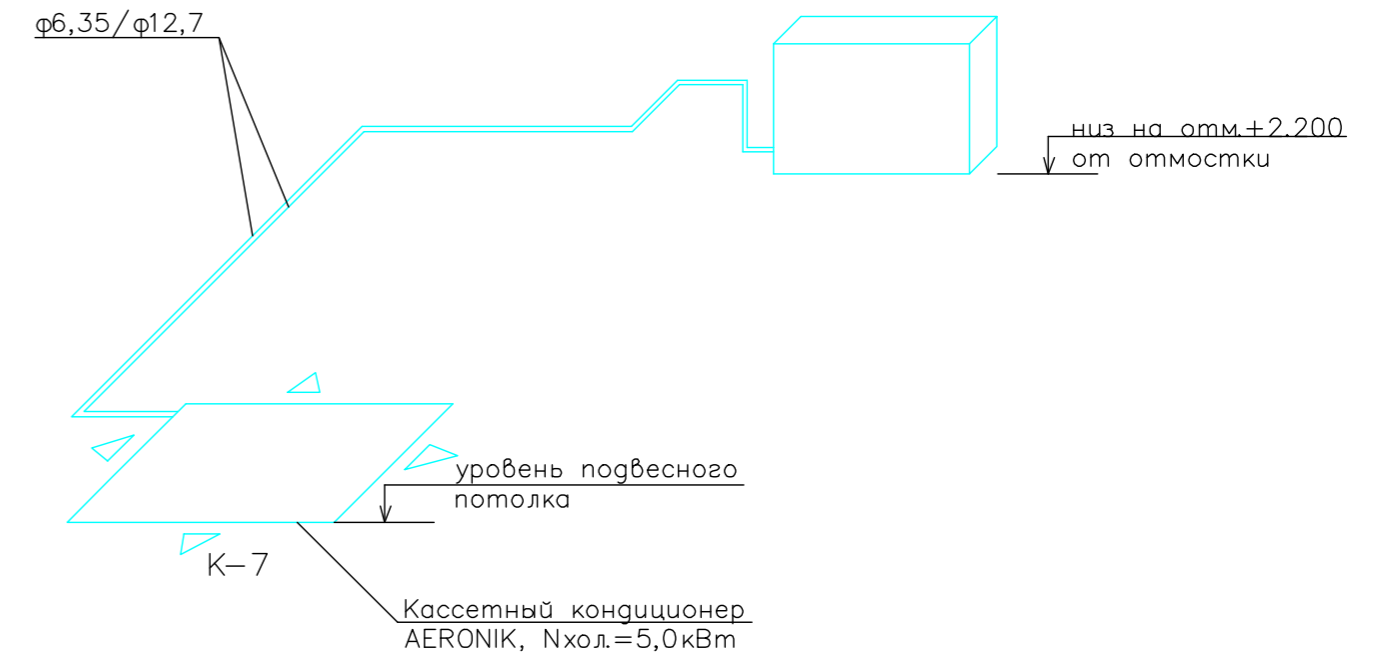 φ6,35/φ12,7
низ на отм.+2.200
от отмостки
уровень подвесного
потолка
К-7
Кассетный кондиционер
AERONIK, Nхол.=5,0кВт